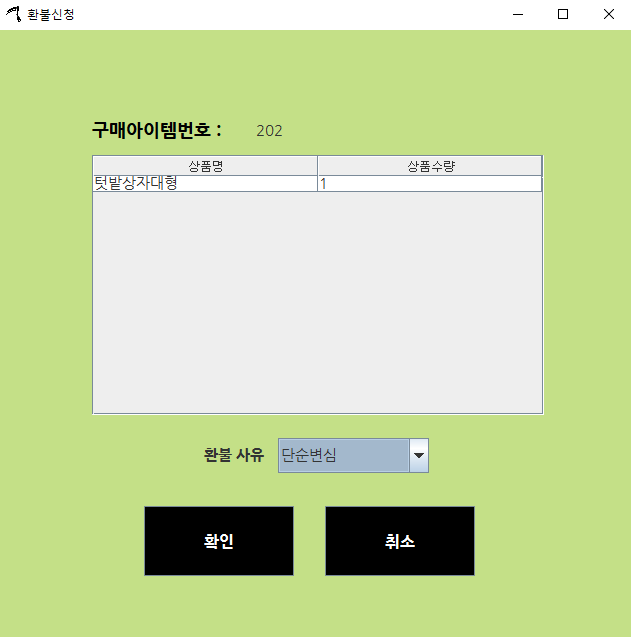 환불신청
구매아이템번호 : 202
상품명 상품수량
텃밭상자대형 1
환불 사유 단순변심
확인 취소